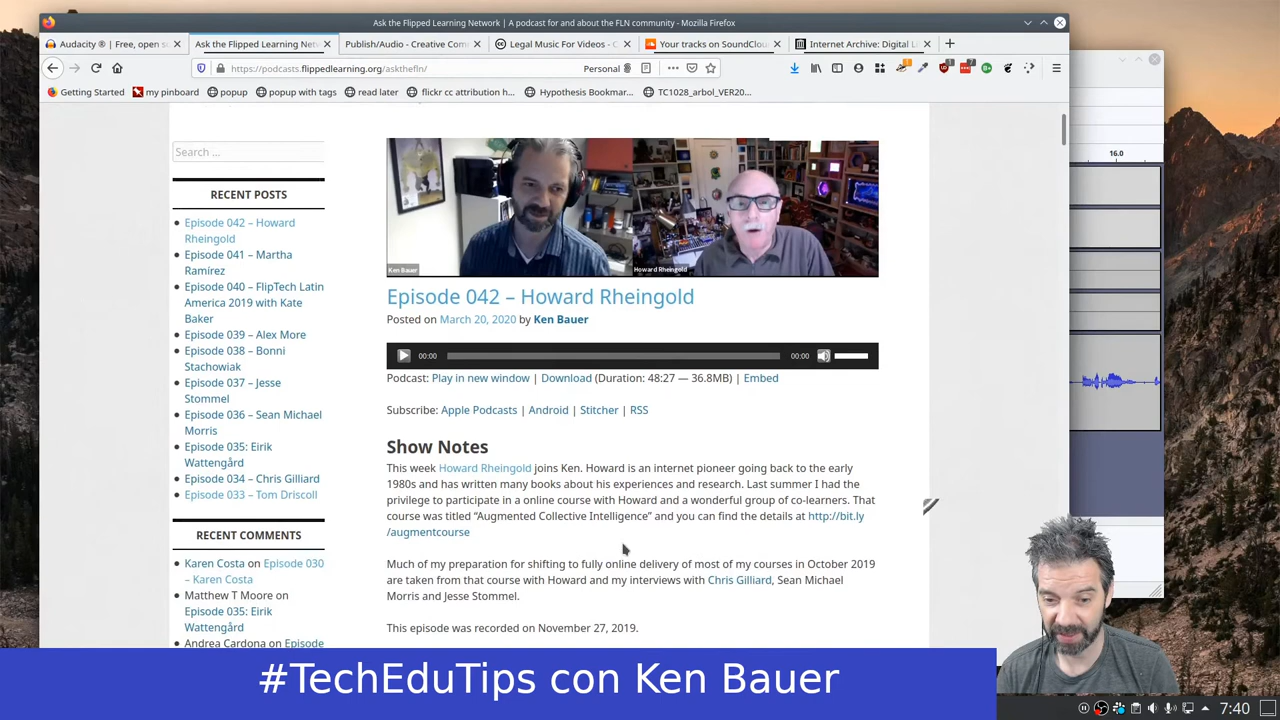 Ask the Flipped Learning Network | A podcast for and about the FLN community - Mozilla Firefox
Audacity ® | Free, open s
Ask the Flipped Learning Netw
Publish/Audio - Creative Com
Legal Music For Videos - C
Your tracks on SoundClou
Internet Archive: Digital Li
https://podcasts.flippedlearning.org/askthefln/
Personal
Getting Started
my pinboard
popup
popup with tags
read later
flickr cc attribution h...
Hypothesis Bookmar...
TC1028_arbol_VER20...
16.0
Search ...
RECENT POSTS
Episode 042 – Howard
Rheingold
Episode 041 – Martha
Ramírez
Episode 040 – FlipTech Latin
America 2019 with Kate
Baker
Episode 039 – Alex More
Episode 038 – Bonni
Stachowiak
Episode 037 – Jesse
Stommel
Episode 036 – Sean Michael
Morris
Episode 035: Eirik
Wattengård
Episode 034 – Chris Gilliard
Episode 033 – Tom Driscoll
RECENT COMMENTS
Karen Costa on Episode 030
– Karen Costa
Matthew T Moore on
Episode 035: Eirik
Wattengård
Andrea Cardona on Episode
Ken Bauer
Howard Rheingold
Episode 042 – Howard Rheingold
Posted on March 20, 2020 by Ken Bauer
00:00
00:00
Podcast: Play in new window | Download (Duration: 48:27 — 36.8MB) | Embed
Subscribe: Apple Podcasts | Android | Stitcher | RSS
Show Notes
This week Howard Rheingold joins Ken. Howard is an internet pioneer going back to the early
1980s and has written many books about his experiences and research. Last summer I had the
privilege to participate in a online course with Howard and a wonderful group of co-learners. That
course was titled “Augmented Collective Intelligence” and you can find the details at http://bit.ly
/augmentcourse
Much of my preparation for shifting to fully online delivery of most of my courses in October 2019
are taken from that course with Howard and my interviews with Chris Gilliard, Sean Michael
Morris and Jesse Stommel.
This episode was recorded on November 27, 2019.
#TechEduTips con Ken Bauer
7:40